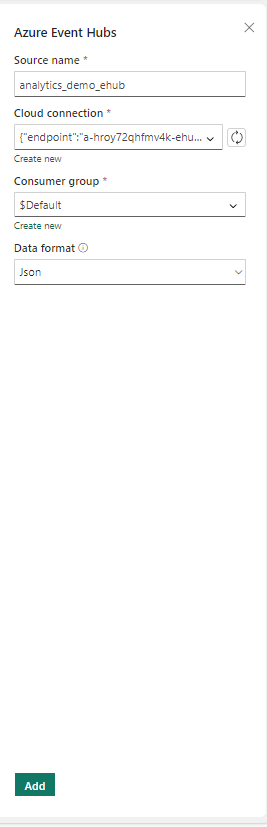 Azure Event Hubs
Source name *
analytics_demo_ehub
Cloud connection *
{"endpoint":"a-hroy72qhfmv4k-ehu...
Create new
Consumer group *
$Default
Create new
Data format
Json
Add